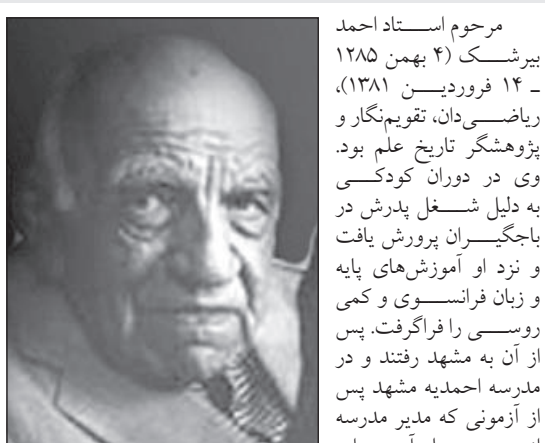 مرحوم استاد احمد
بیرشک (۴ بهمن ۱۲۸۵
ـ ۱۴ فروردین ۱۳۸۱)،
ریاضی‌دان، تقویم‌نگار و
پژوهشگر تاریخ علم بود.
وی در دوران کودکی
به دلیل شغل پدرش در
باجگیران پرورش یافت
و نزد او آموزش‌های پایه
و زبان فرانسوی و کمی
روسی را فراگرفت. پس
از آن به مشهد رفتند و در
مدرسه احمدیه مشهد پس
از آزمونی که مدیر مدرسه